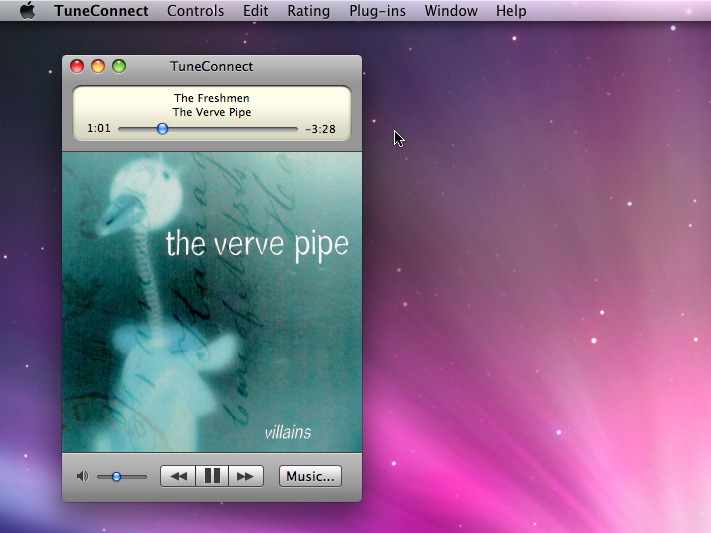 TuneConnect Controls Edit Rating Plug-ins Window Help
TuneConnect
The Freshmen
The Verve Pipe
1:01 -3:28
the verve pipe
villains
Music...